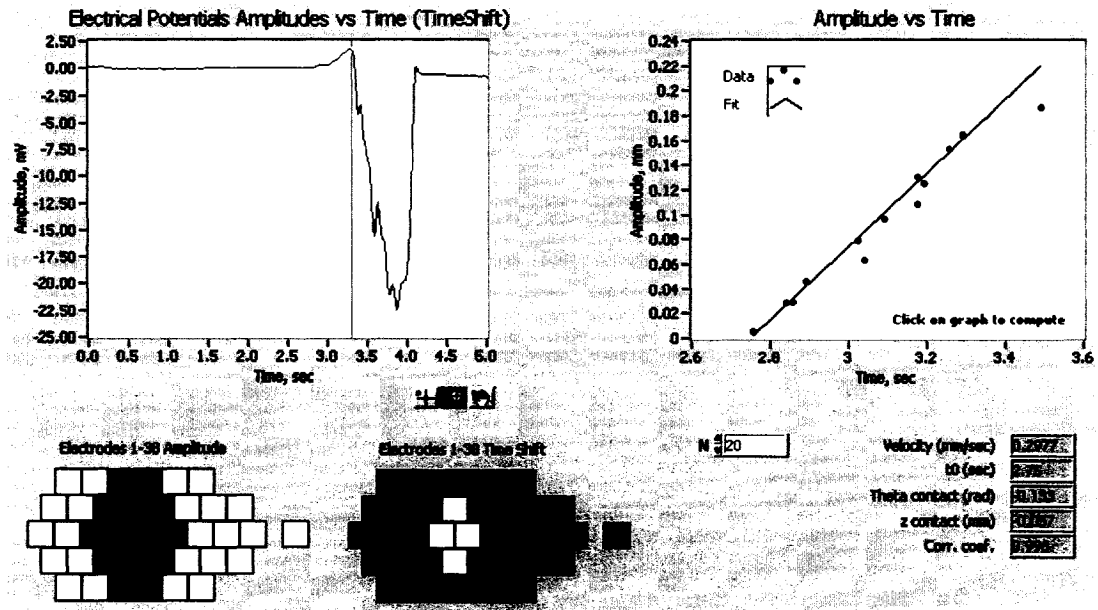 Electrical Potentials Amplitudes vs Time (TimeShift)
Amplitude, mV
2.50
0.00
-2.50
-5.00
-7.50
-10.00
-12.50
-15.00
-17.50
-20.00
-22.50
-25.00
0.0 0.5 1.0 1.5 2.0 2.5 3.0 3.5 4.0 4.5 5.0
Time, sec
Amplitude vs Time
Amplitude, mm
0.24
0.22
0.2
0.18
0.16
0.14
0.12
0.1
0.08
0.06
0.04
0.02
0
Data
Fit
Click on graph to compute
2.6 2.8 3 3.2 3.4 3.6
Time, sec
Electrodes 1-38 Amplitude
Electrodes 1-38 Time Shift
N 20
Velocity (mm/sec) 0.2977
t0 (sec)
Theta contact (rad)
z contact (mm)
Corr. coef.